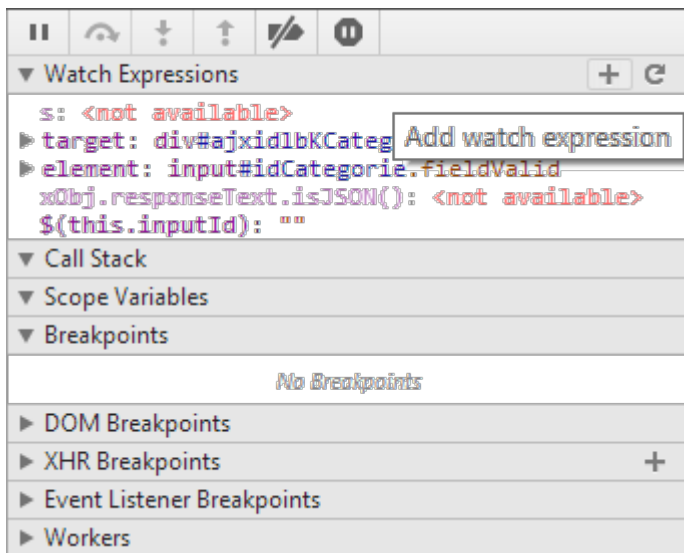 Watch Expressions
s: <not available>
target: div#ajxidlbKCateg
Add watch expression
element: input#idCategorie.fieldValid
xObj.responseText.isJSON(): <not available>
$(this.inputId): ""
Call Stack
Scope Variables
Breakpoints
No Breakpoints
DOM Breakpoints
XHR Breakpoints
Event Listener Breakpoints
Workers